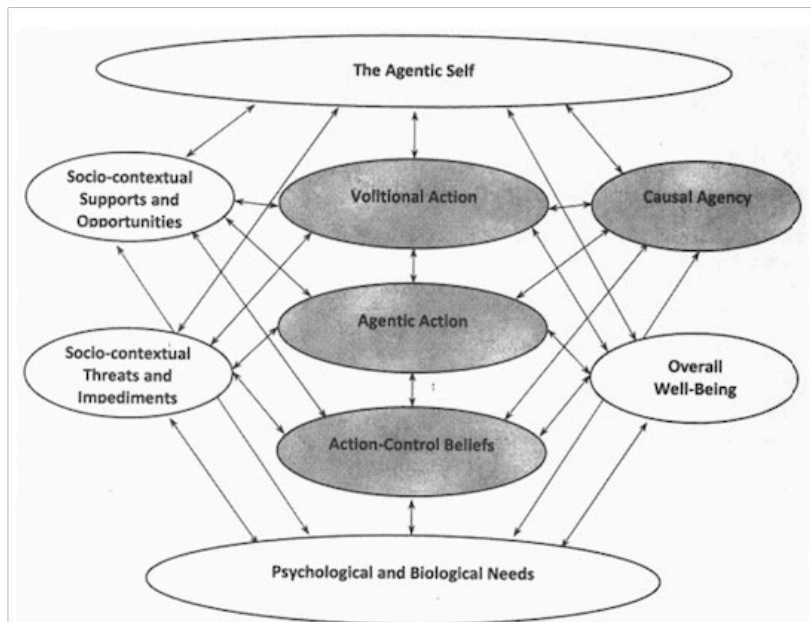 The Agentic Self
Socio-contextual
Supports and
Opportunities
Volitional Action
Causal Agency
Agentic Action
Socio-contextual
Threats and
Impediments
Overall
Well-Being
Action-Control Beliefs
Psychological and Biological Needs